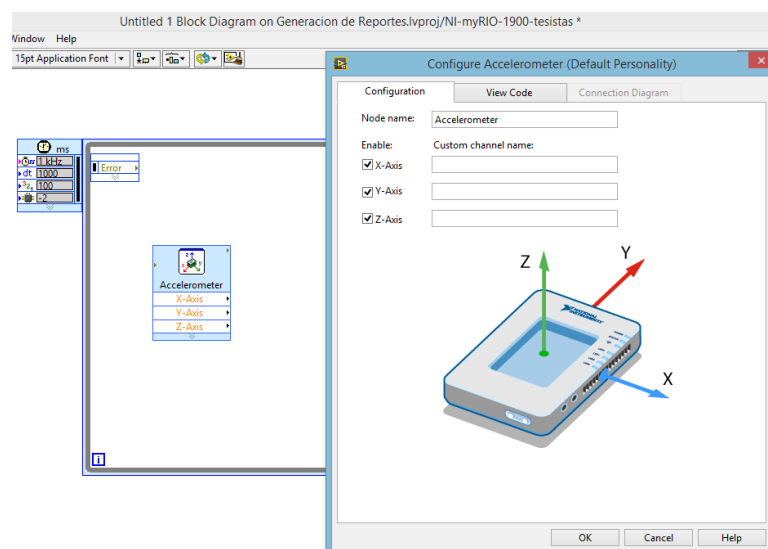 Untitled 1 Block Diagram on Generacion de Reportes.lvproj/NI-myRIO-1900-tesistas *
Window Help
15pt Application Font
Configure Accelerometer (Default Personality)
Configuration View Code Connection Diagram
Node name: Accelerometer
Enable: Custom channel name:
X-Axis
Y-Axis
Z-Axis
ms
1 kHz
dt 1000
100
-2
Error
Accelerometer
X-Axis
Y-Axis
Z-Axis
i
Z
Y
X
NATIONAL
INSTRUMENTS
OK Cancel Help